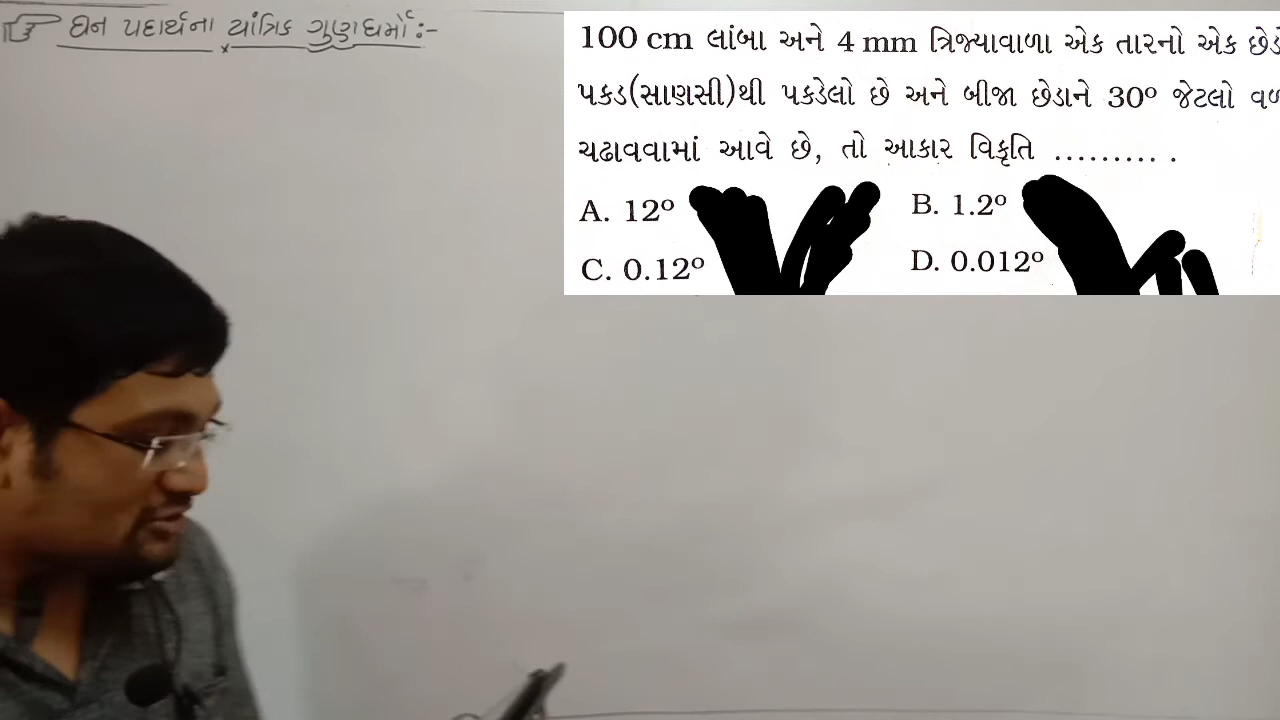 ઘન પદાર્થના યાંત્રિક ગુણધર્મો :-
100 cm લાંબા અને 4 mm ત્રિજ્યાવાળા એક તારનો એક
પકડ(સાણસી)થી પકડેલો છે અને બીજા છેડાને 30° જેટલો
ચઢાવવામાં આવે છે, તો આકાર વિકૃતિ .......... .
A. 12° B. 1.2°
C. 0.12° D. 0.012°